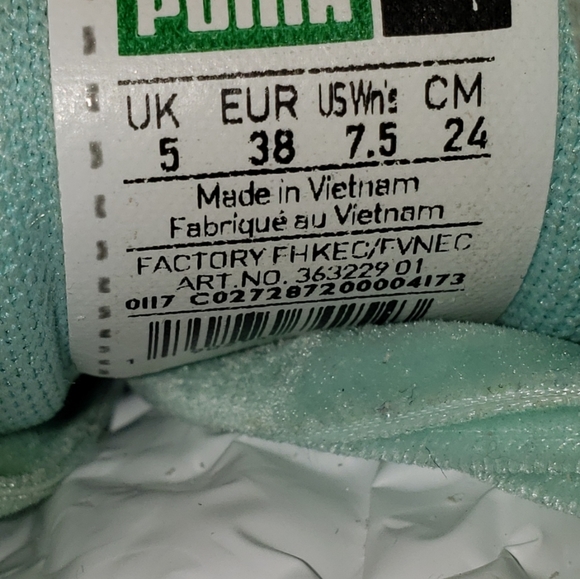 PUMA
UK EUR US Wn's CM
5 38 7.5 24
Made in Vietnam
Fabriqué au Vietnam
FACTORY FHKEC/FVNEC
ART.NO. 363229 01
0117 C027287200004173